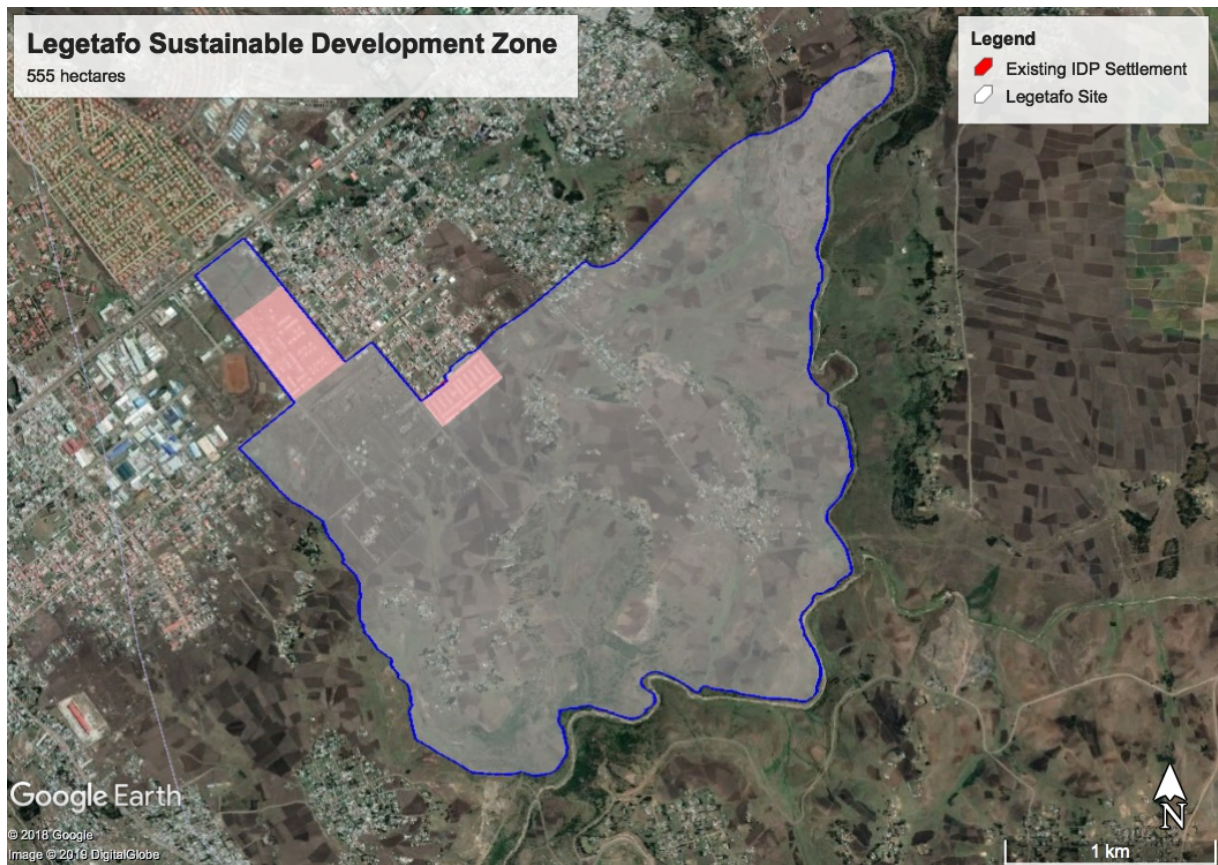 Legetafo Sustainable Development Zone
555 hectares
Legend
Existing IDP Settlement
Legetafo Site
Google Earth
© 2018 Google
Image © 2019 DigitalGlobe
N
1 km